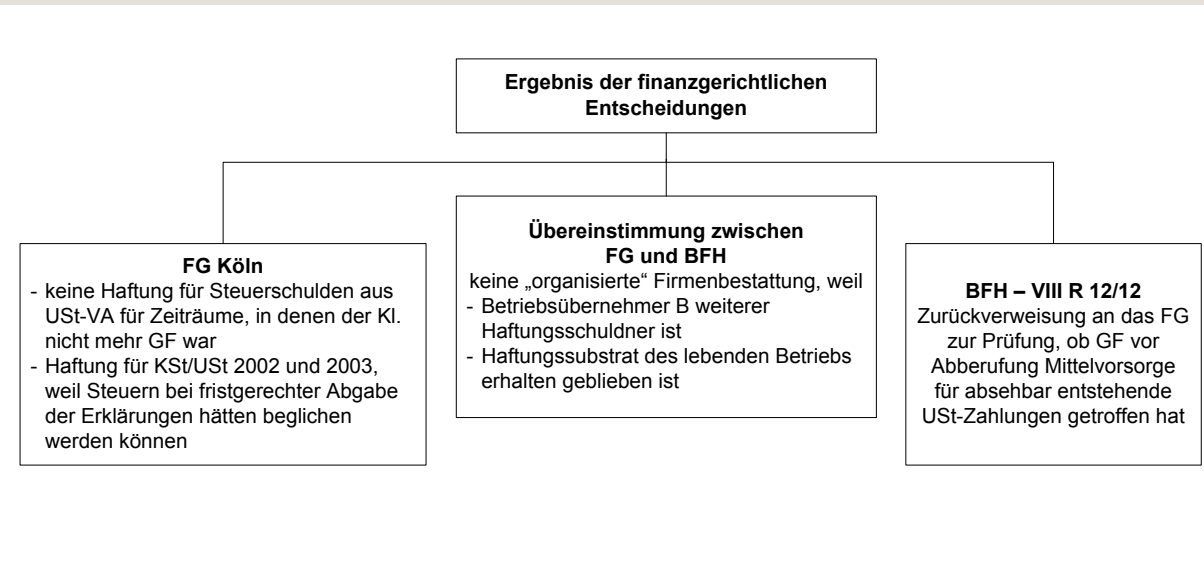 Ergebnis der finanzgerichtlichen
Entscheidungen
FG Köln
- keine Haftung für Steuerschulden aus
USt-VA für Zeiträume, in denen der Kl.
nicht mehr GF war
- Haftung für KSt/USt 2002 und 2003,
weil Steuern bei fristgerechter Abgabe
der Erklärungen hätten beglichen
werden können
Übereinstimmung zwischen
FG und BFH
keine „organisierte“ Firmenbestattung, weil
- Betriebsübernehmer B weiterer
Haftungsschuldner ist
- Haftungssubstrat des lebenden Betriebs
erhalten geblieben ist
BFH – VIII R 12/12
Zurückverweisung an das FG
zur Prüfung, ob GF vor
Abberufung Mittelvorsorge
für absehbar entstehende
USt-Zahlungen getroffen hat